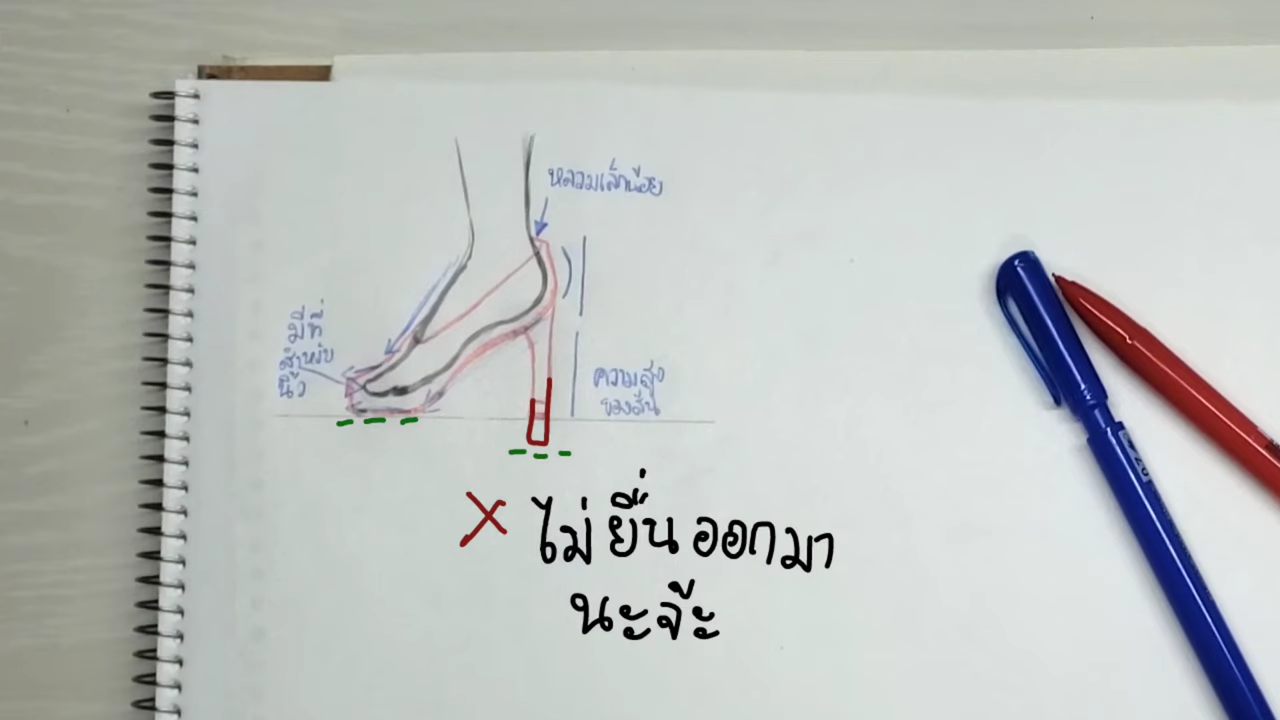 หลวมเล็กน้อย
มีที่
สำหรับ
นิ้ว
ความสูง
ของส้น
× ไม่ยื่นออกมา
นะจ๊ะ